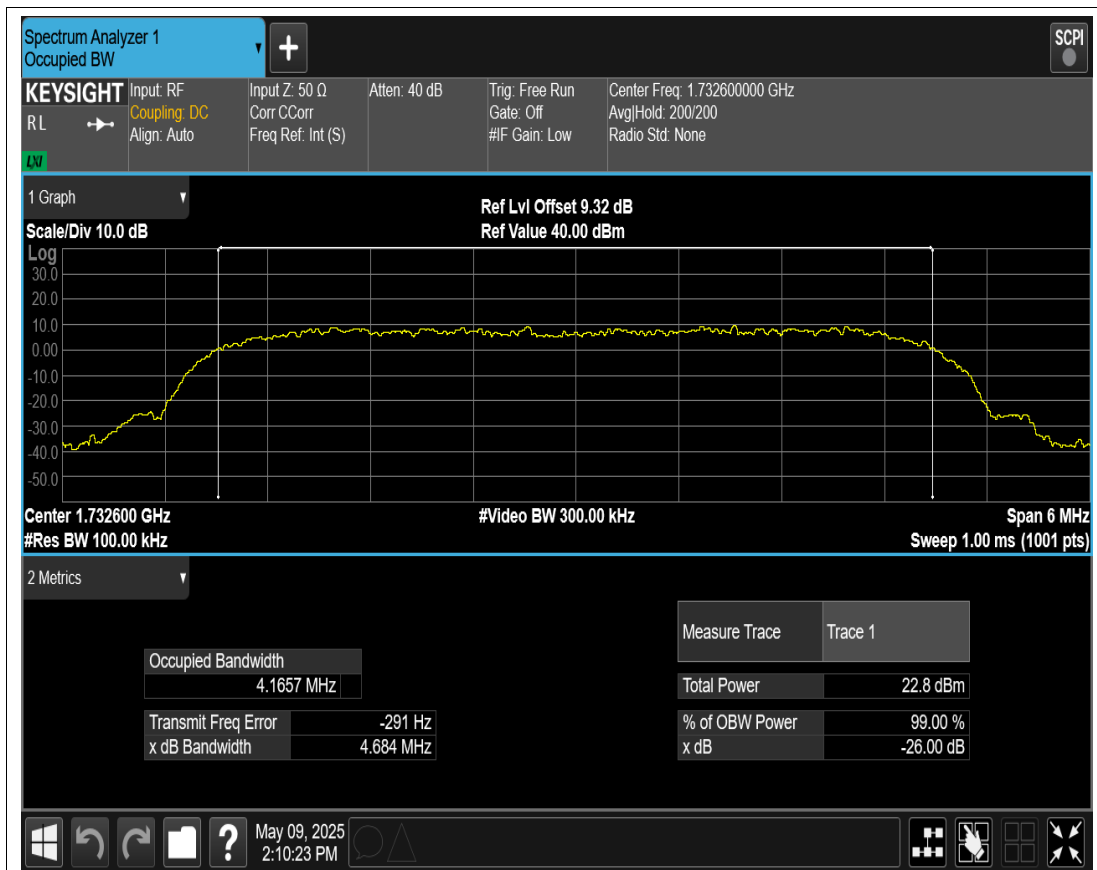 Spectrum Analyzer 1
Occupied BW
+
SCPI
KEYSIGHT
R L
LXI
Input: RF
Coupling: DC
Align: Auto
Input Z: 50 Ω
Corr CCorr
Freq Ref: Int (S)
Atten: 40 dB
Trig: Free Run
Gate: Off
#IF Gain: Low
Center Freq: 1.732600000 GHz
Avg|Hold: 200/200
Radio Std: None
1 Graph
Ref Lvl Offset 9.32 dB
Scale/Div 10.0 dB
Ref Value 40.00 dBm
Log
30.0
20.0
10.0
0.00
-10.0
-20.0
-30.0
-40.0
-50.0
Center 1.732600 GHz
#Video BW 300.00 kHz
Span 6 MHz
#Res BW 100.00 kHz
Sweep 1.00 ms (1001 pts)
2 Metrics
Measure Trace
Trace 1
Occupied Bandwidth
4.1657 MHz
Total Power
22.8 dBm
Transmit Freq Error
-291 Hz
% of OBW Power
99.00 %
x dB Bandwidth
4.684 MHz
x dB
-26.00 dB
?
May 09, 2025
2:10:23 PM